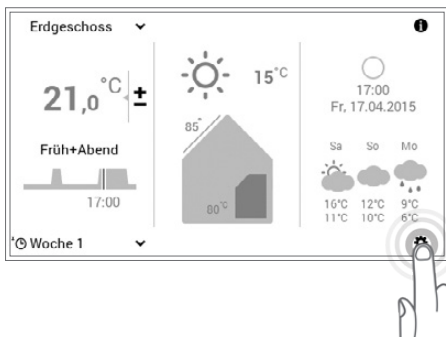 Erdgeschoss
21,0 °C ±
Früh+Abend
17:00
Woche 1
15°C
85°
80°C
17:00
Fr, 17.04.2015
Sa So Mo
16°C 12°C 9°C
11°C 10°C 6°C